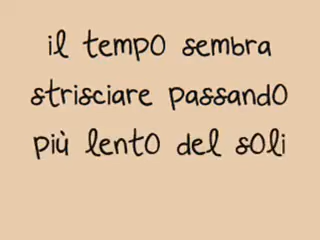 il tempo sembra
strisciare passando
più lento del soli